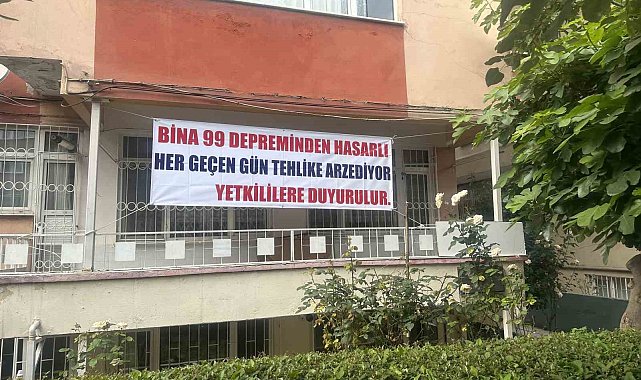 BİNA 99 DEPREMİNDEN HASARLI
HER GEÇEN GÜN TEHLİKE ARZEDİYOR
YETKİLİLERE DUYURULUR.